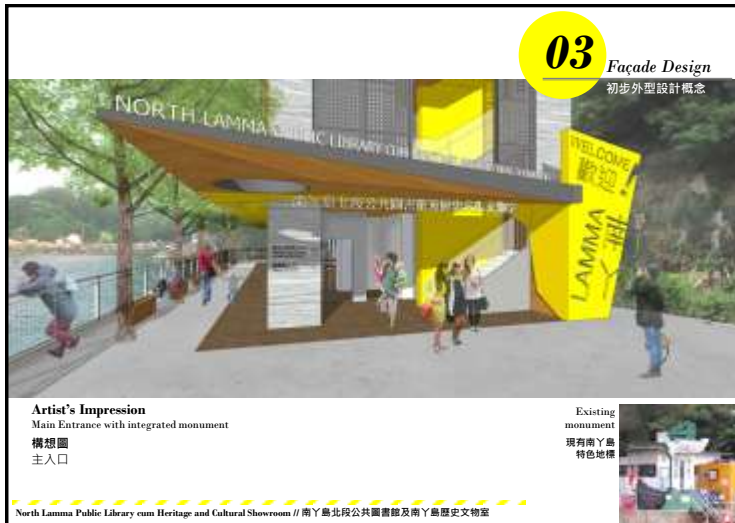 03
Façade Design
初步外型設計概念
NORTH LAMMA PUBLIC LIBRARY CUM
WELCOME!
歡迎
LAMMA
Artist's Impression
Main Entrance with integrated monument
構想圖
主入口
Existing
monument
現有南丫島
特色地標
North Lamma Public Library cum Heritage and Cultural Showroom // 南丫島北段公共圖書館及南丫島歷史文物室